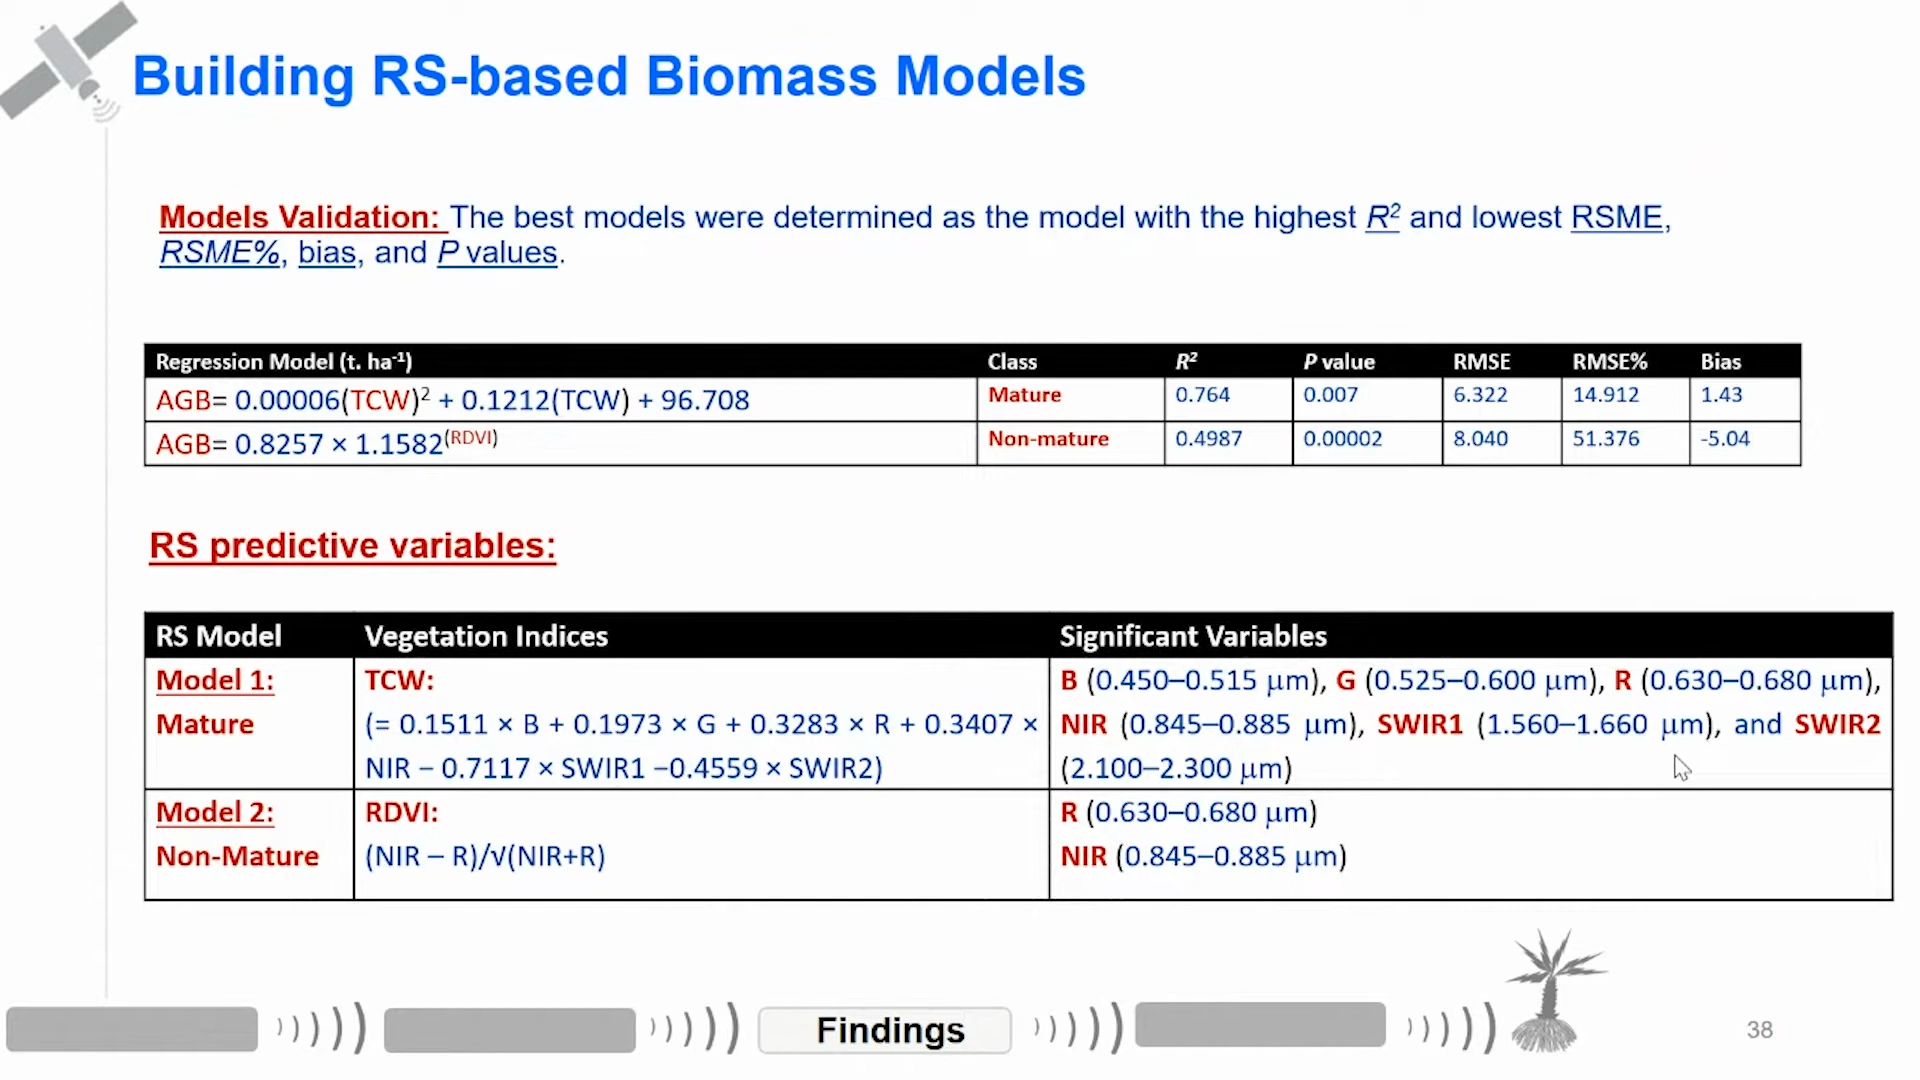 Building RS-based Biomass Models
Models Validation: The best models were determined as the model with the highest R² and lowest RSME,
RSME%, bias, and P values.
Regression Model (t. ha⁻¹) Class R² P value RMSE RMSE% Bias
AGB= 0.00006(TCW)² + 0.1212(TCW) + 96.708 Mature 0.764 0.007 6.322 14.912 1.43
AGB= 0.8257 × 1.1582⁽ᴿᴰⱽᴵ⁾ Non-mature 0.4987 0.00002 8.040 51.376 -5.04
RS predictive variables:
RS Model Vegetation Indices Significant Variables
Model 1: TCW: B (0.450–0.515 µm), G (0.525–0.600 µm), R (0.630–0.680 µm),
Mature (= 0.1511 × B + 0.1973 × G + 0.3283 × R + 0.3407 × NIR (0.845–0.885 µm), SWIR1 (1.560–1.660 µm), and SWIR2
NIR − 0.7117 × SWIR1 −0.4559 × SWIR2) (2.100–2.300 µm)
Model 2: RDVI: R (0.630–0.680 µm)
Non-Mature (NIR – R)/√(NIR+R) NIR (0.845–0.885 µm)
Findings
38